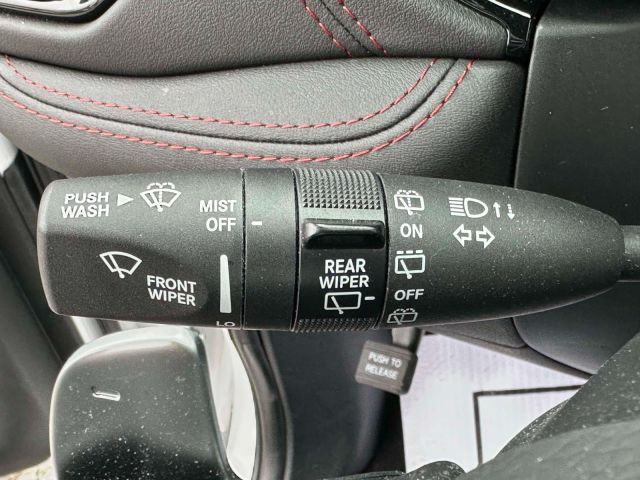 PUSH
WASH
MIST
OFF
FRONT
WIPER
LO
REAR
WIPER
ON
OFF
PUSH TO
RELEASE